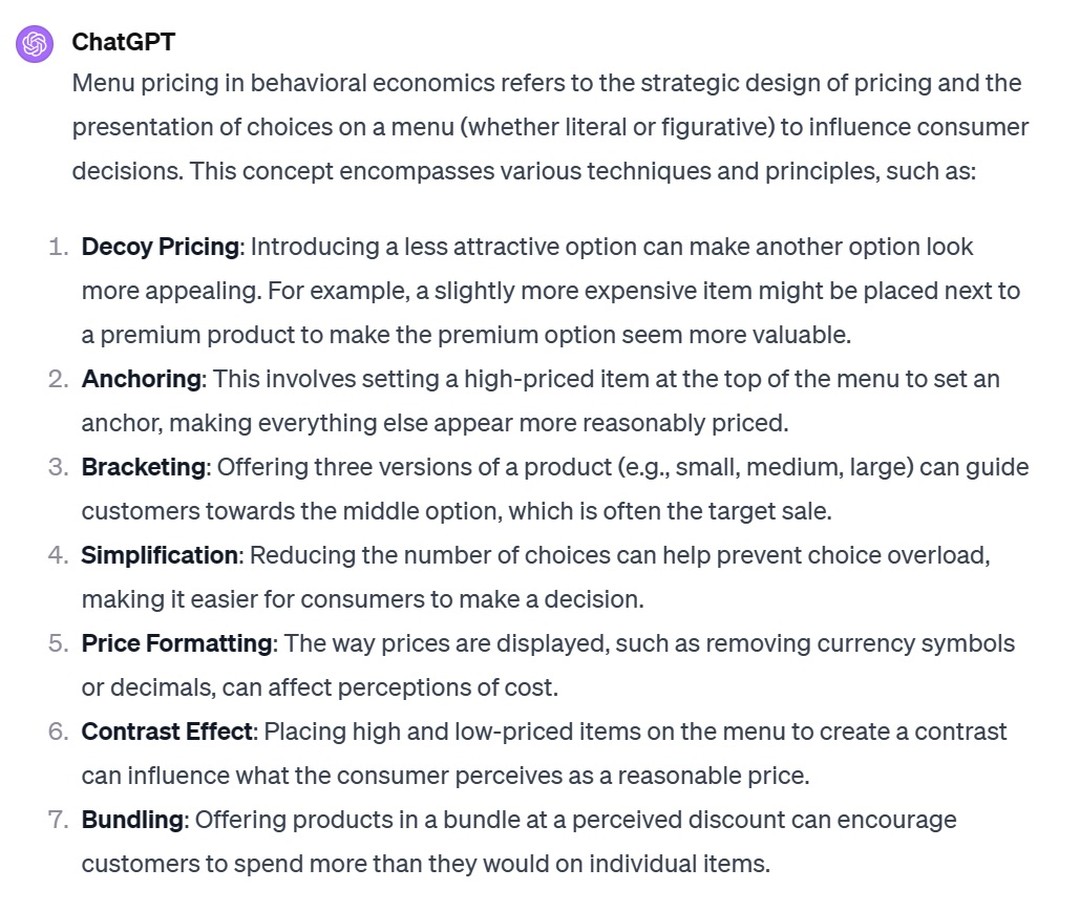 ChatGPT
Menu pricing in behavioral economics refers to the strategic design of pricing and the
presentation of choices on a menu (whether literal or figurative) to influence consumer
decisions. This concept encompasses various techniques and principles, such as:
1. Decoy Pricing: Introducing a less attractive option can make another option look
more appealing. For example, a slightly more expensive item might be placed next to
a premium product to make the premium option seem more valuable.
2. Anchoring: This involves setting a high-priced item at the top of the menu to set an
anchor, making everything else appear more reasonably priced.
3. Bracketing: Offering three versions of a product (e.g., small, medium, large) can guide
customers towards the middle option, which is often the target sale.
4. Simplification: Reducing the number of choices can help prevent choice overload,
making it easier for consumers to make a decision.
5. Price Formatting: The way prices are displayed, such as removing currency symbols
or decimals, can affect perceptions of cost.
6. Contrast Effect: Placing high and low-priced items on the menu to create a contrast
can influence what the consumer perceives as a reasonable price.
7. Bundling: Offering products in a bundle at a perceived discount can encourage
customers to spend more than they would on individual items.